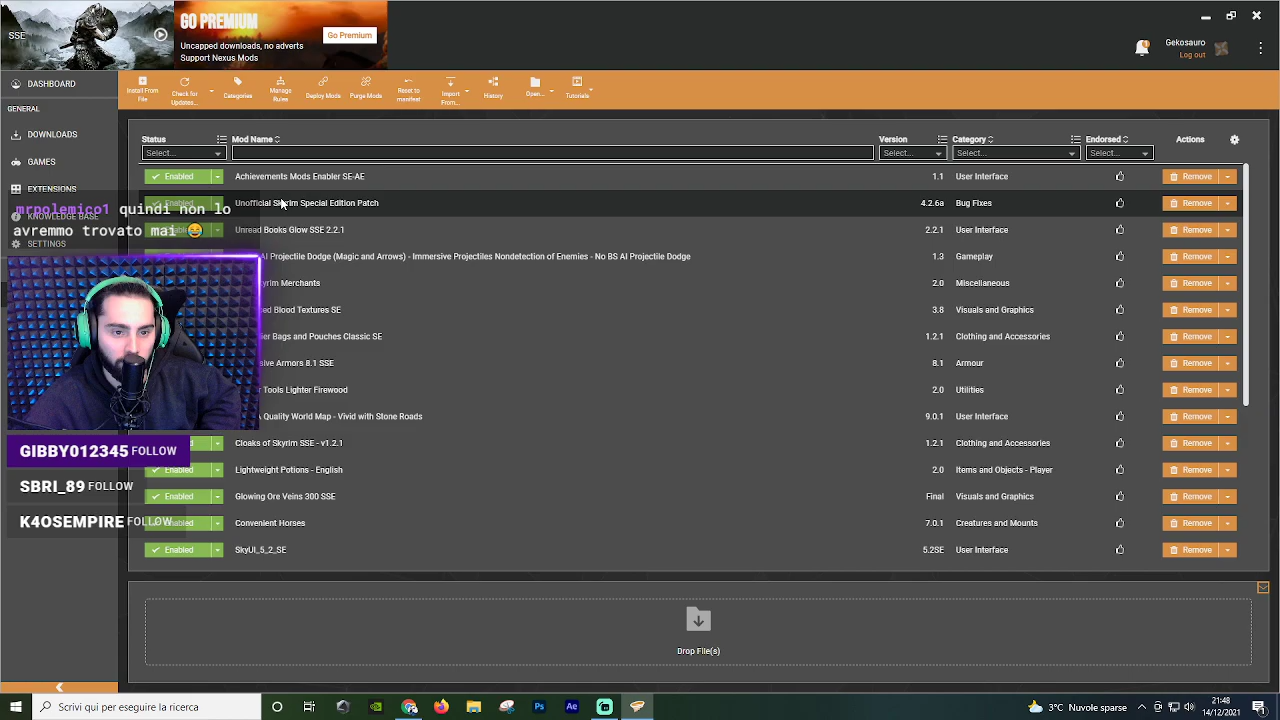 SSE
GO PREMIUM
Uncapped downloads, no adverts
Support Nexus Mods
Go Premium
Gekosauro
Log out
DASHBOARD
GENERAL
DOWNLOADS
GAMES
EXTENSIONS
KNOWLEDGE BASE
SETTINGS
Install From File
Check for Updates...
Categories
Manage Rules
Deploy Mods
Purge Mods
Reset to manifest
Import From...
History
Open...
Tutorials
Status Mod Name Version Category Endorsed Actions
Select... Select... Select... Select...
Enabled Achievements Mods Enabler SE-AE 1.1 User Interface Remove
Enabled Unofficial Skyrim Special Edition Patch 4.2.6a Bug Fixes Remove
Unread Books Glow SSE 2.2.1 2.2.1 User Interface Remove
AI Projectile Dodge (Magic and Arrows) - Immersive Projectiles Nondetection of Enemies - No BS AI Projectile Dodge 1.3 Gameplay Remove
Merchants 2.0 Miscellaneous Remove
Blood Textures SE 3.8 Visuals and Graphics Remove
Bags and Pouches Classic SE 1.2.1 Clothing and Accessories Remove
Armors 8.1 SSE 8.1 Armour Remove
Tools Lighter Firewood 2.0 Utilities Remove
A Quality World Map - Vivid with Stone Roads 9.0.1 User Interface Remove
Enabled Cloaks of Skyrim SSE - v1.2.1 1.2.1 Clothing and Accessories Remove
Enabled Lightweight Potions - English 2.0 Items and Objects - Player Remove
Enabled Glowing Ore Veins 300 SSE Final Visuals and Graphics Remove
Enabled Convenient Horses 7.0.1 Creatures and Mounts Remove
Enabled SkyUI_5_2_SE 5.2SE User Interface Remove
mrpolemico1 quindi non lo
avremmo trovato mai 😂
GIBBY012345 FOLLOW
SBRI_89 FOLLOW
K4OSEMPIRE FOLLOW
Drop File(s)
Scrivi qui per eseguire la ricerca
Ps
Ae
3°C Nuvole sparse
21:48
14/12/2021